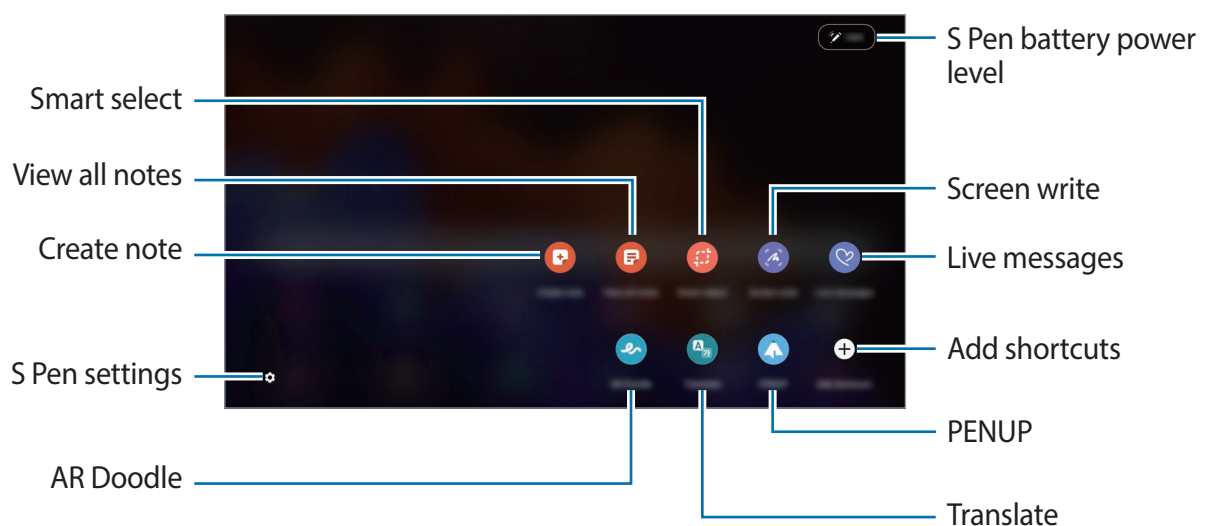 S Pen battery power
level
Smart select
View all notes
Screen write
Create note
Live messages
Add shortcuts
S Pen settings
PENUP
AR Doodle
Translate